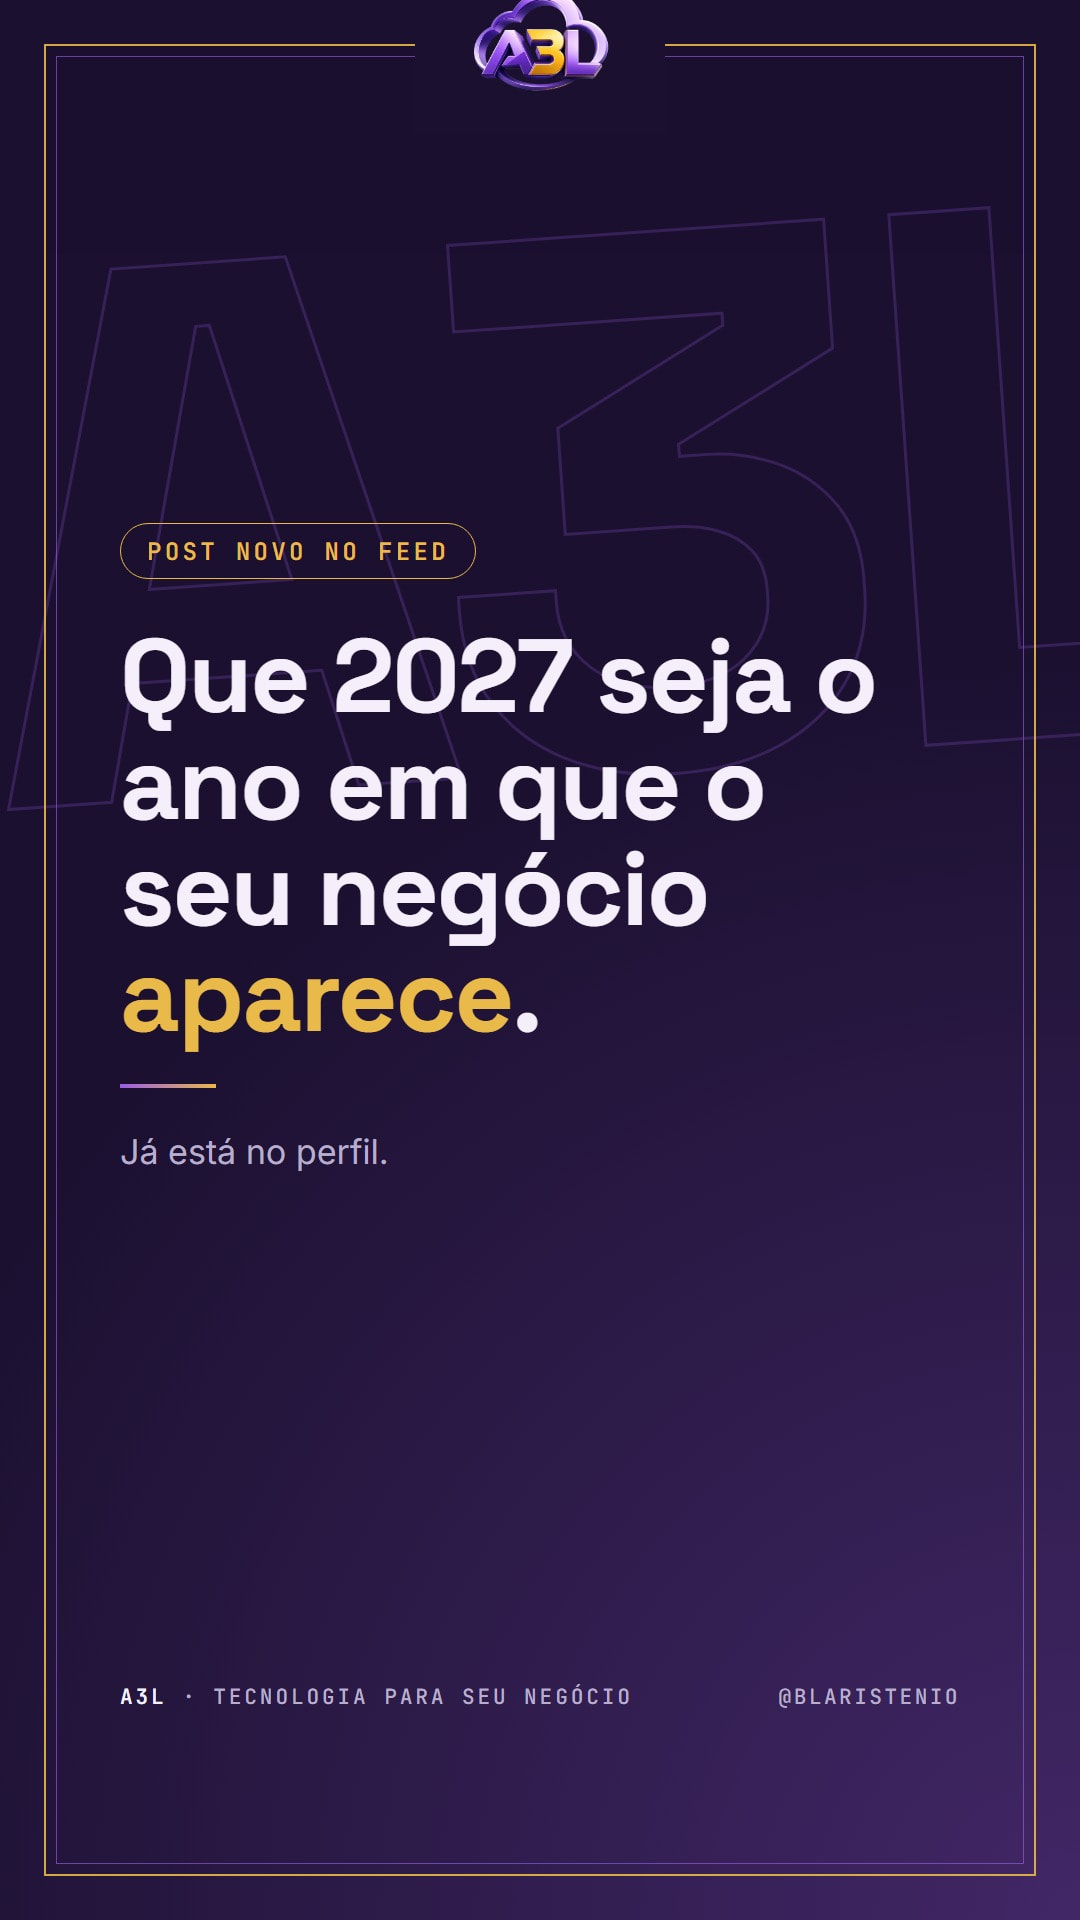 A3L
A3L
POST NOVO NO FEED
Que 2027 seja o
ano em que o
seu negócio
aparece.
Já está no perfil.
A3L · TECNOLOGIA PARA SEU NEGÓCIO @BLARISTENIO